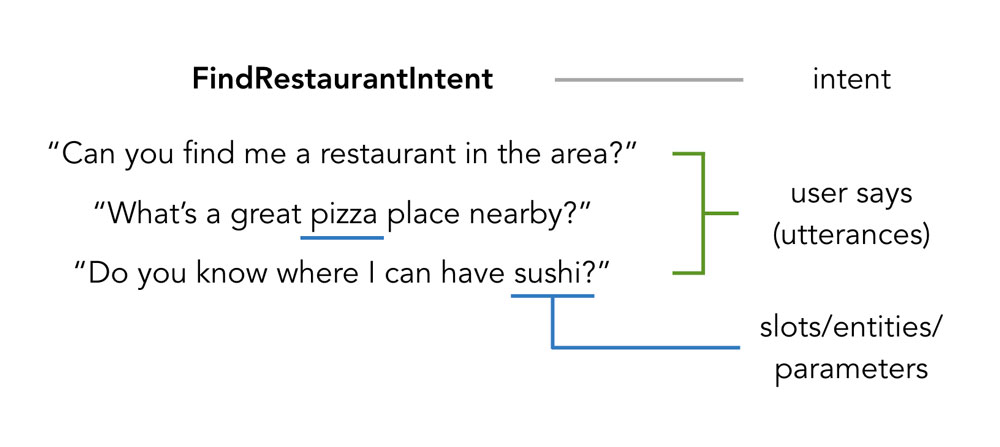 FindRestaurantIntent
intent
“Can you find me a restaurant in the area?”
“What’s a great pizza place nearby?”
“Do you know where I can have sushi?”
user says
(utterances)
slots/entities/
parameters